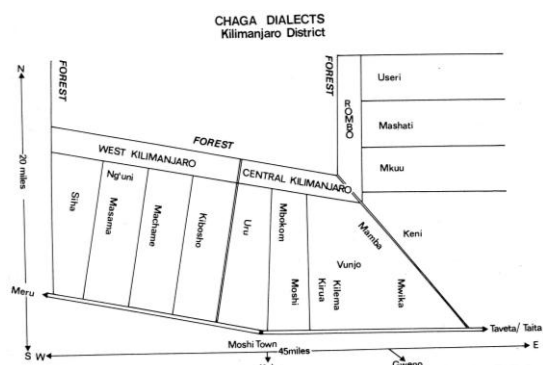 CHAGA DIALECTS
Kilimanjaro District
N
FOREST
FOREST
ROMBO
Useri
Mashati
Mkuu
20 miles
FOREST
WEST KILIMANJARO
CENTRAL KILIMANJARO
Ng'uni
Siha
Masama
Machame
Kibosho
Uru
Mbokom
Moshi
Kirua
Kilema
Vunjo
Mamba
Mwika
Keni
Meru
Taveta/ Taita
Moshi Town
S W
45miles
E